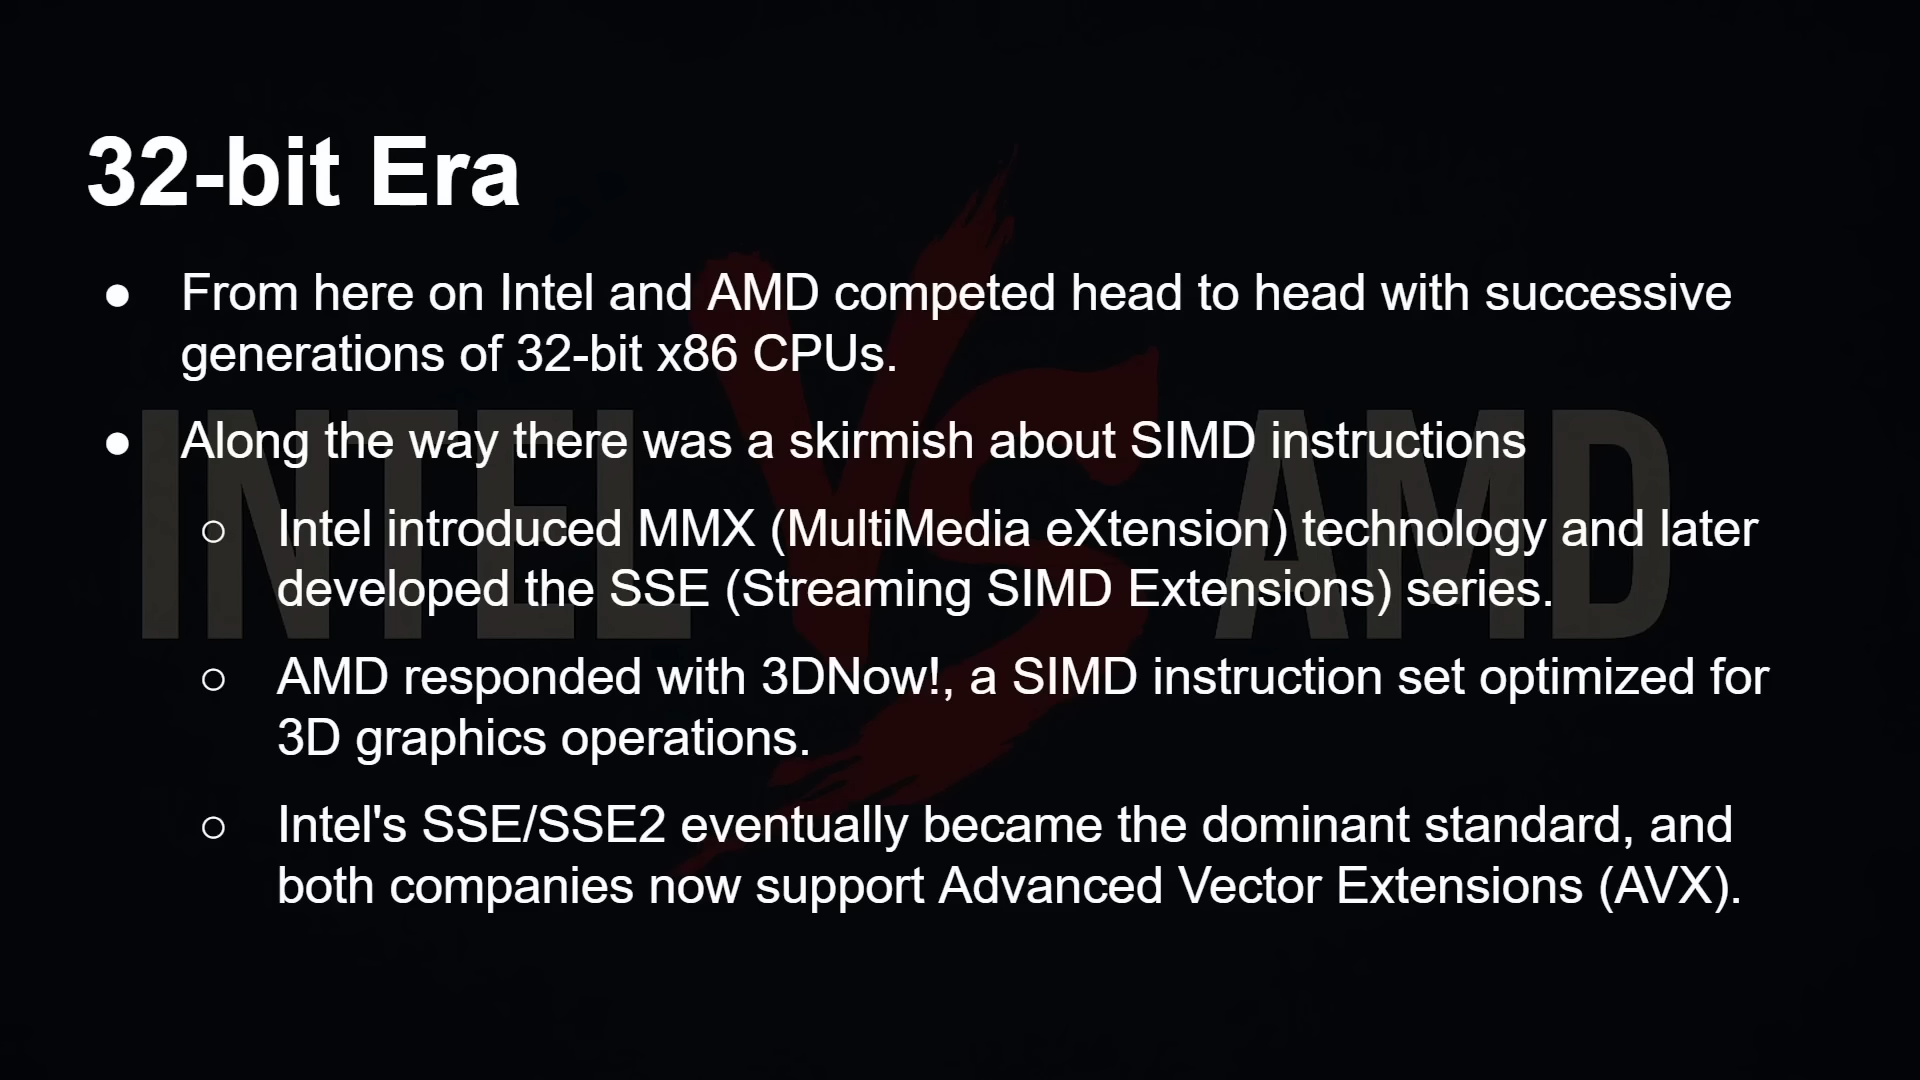 32-bit Era
● From here on Intel and AMD competed head to head with successive
generations of 32-bit x86 CPUs.
● Along the way there was a skirmish about SIMD instructions
○ Intel introduced MMX (MultiMedia eXtension) technology and later
developed the SSE (Streaming SIMD Extensions) series.
○ AMD responded with 3DNow!, a SIMD instruction set optimized for
3D graphics operations.
○ Intel's SSE/SSE2 eventually became the dominant standard, and
both companies now support Advanced Vector Extensions (AVX).
INTEL VS AMD